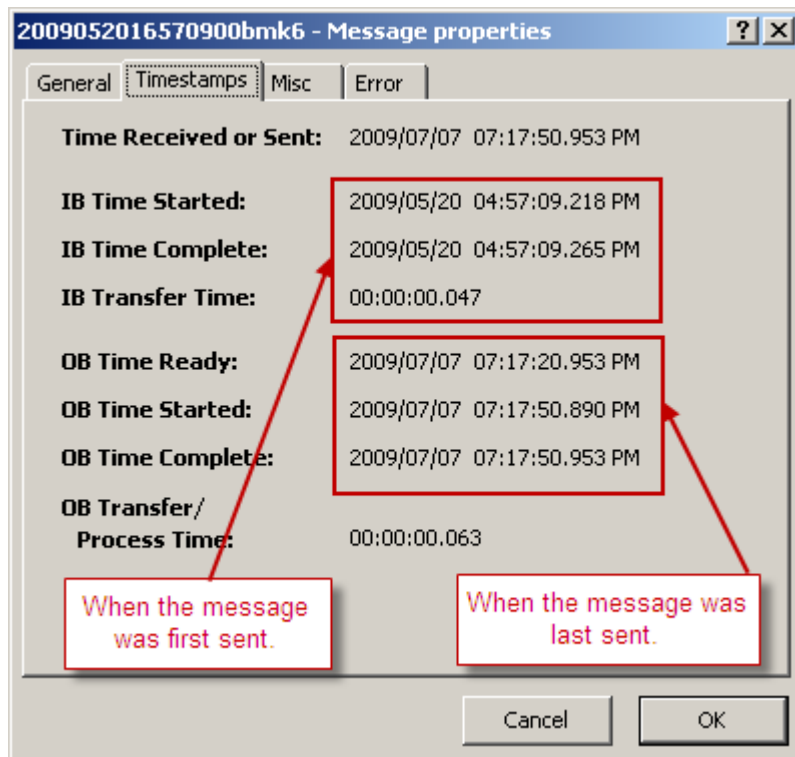 2009052016570900bmk6 - Message properties
General Timestamps Misc Error
Time Received or Sent: 2009/07/07 07:17:50.953 PM
IB Time Started: 2009/05/20 04:57:09.218 PM
IB Time Complete: 2009/05/20 04:57:09.265 PM
IB Transfer Time: 00:00:00.047
OB Time Ready: 2009/07/07 07:17:20.953 PM
OB Time Started: 2009/07/07 07:17:50.890 PM
OB Time Complete: 2009/07/07 07:17:50.953 PM
OB Transfer/
Process Time: 00:00:00.063
When the message
was first sent.
When the message was
last sent.
Cancel OK